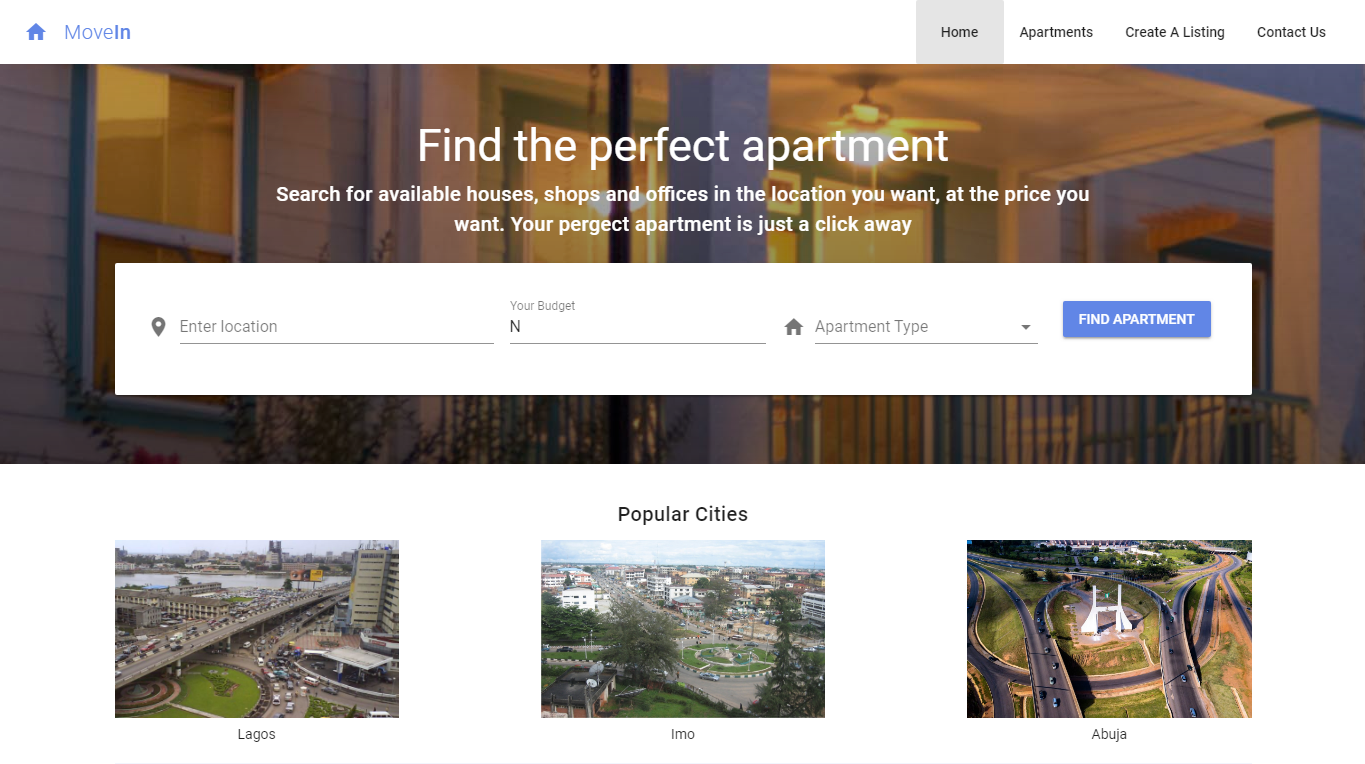 MoveIn
Home
Apartments
Create A Listing
Contact Us
Find the perfect apartment
Search for available houses, shops and offices in the location you want, at the price you
want. Your pergect apartment is just a click away
Enter location
Your Budget
N
Apartment Type
FIND APARTMENT
Popular Cities
Lagos
Imo
Abuja